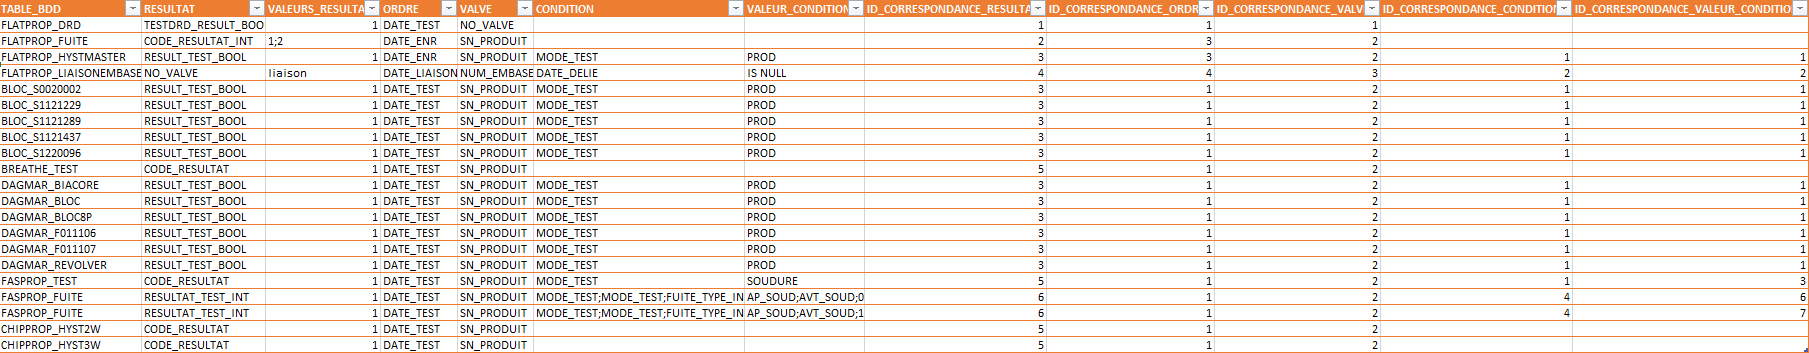 TABLE_BDD RESULTAT VALEURS_RESULTA ORDRE VALVE CONDITION VALEUR_CONDITION ID_CORRESPONDANCE_RESULTA ID_CORRESPONDANCE_ORDR ID_CORRESPONDANCE_VALV ID_CORRESPONDANCE_CONDITION ID_CORRESPONDANCE_VALEUR_CONDITIO
FLATPROP_DRD TESTDRD_RESULT_BOO 1 DATE_TEST NO_VALVE 1 1 1
FLATPROP_FUITE CODE_RESULTAT_INT 1;2 DATE_ENR SN_PRODUIT 2 3 2
FLATPROP_HYSTMASTER RESULT_TEST_BOOL 1 DATE_ENR SN_PRODUIT MODE_TEST PROD 3 3 2 1 1
FLATPROP_LIAISONEMBASE NO_VALVE liaison DATE_LIAISON NUM_EMBASE DATE_DELIE IS NULL 4 4 3 2 2
BLOC_S0020002 RESULT_TEST_BOOL 1 DATE_TEST SN_PRODUIT MODE_TEST PROD 3 1 2 1 1
BLOC_S1121229 RESULT_TEST_BOOL 1 DATE_TEST SN_PRODUIT MODE_TEST PROD 3 1 2 1 1
BLOC_S1121289 RESULT_TEST_BOOL 1 DATE_TEST SN_PRODUIT MODE_TEST PROD 3 1 2 1 1
BLOC_S1121437 RESULT_TEST_BOOL 1 DATE_TEST SN_PRODUIT MODE_TEST PROD 3 1 2 1 1
BLOC_S1220096 RESULT_TEST_BOOL 1 DATE_TEST SN_PRODUIT MODE_TEST PROD 3 1 2 1 1
BREATHE_TEST CODE_RESULTAT 1 DATE_TEST SN_PRODUIT 5 1 2
DAGMAR_BIACORE RESULT_TEST_BOOL 1 DATE_TEST SN_PRODUIT MODE_TEST PROD 3 1 2 1 1
DAGMAR_BLOC RESULT_TEST_BOOL 1 DATE_TEST SN_PRODUIT MODE_TEST PROD 3 1 2 1 1
DAGMAR_BLOC8P RESULT_TEST_BOOL 1 DATE_TEST SN_PRODUIT MODE_TEST PROD 3 1 2 1 1
DAGMAR_F011106 RESULT_TEST_BOOL 1 DATE_TEST SN_PRODUIT MODE_TEST PROD 3 1 2 1 1
DAGMAR_F011107 RESULT_TEST_BOOL 1 DATE_TEST SN_PRODUIT MODE_TEST PROD 3 1 2 1 1
DAGMAR_REVOLVER RESULT_TEST_BOOL 1 DATE_TEST SN_PRODUIT MODE_TEST PROD 3 1 2 1 1
FASPROP_TEST CODE_RESULTAT 1 DATE_TEST SN_PRODUIT MODE_TEST SOUDURE 5 1 2 1 3
FASPROP_FUITE RESULTAT_TEST_INT 1 DATE_TEST SN_PRODUIT MODE_TEST;MODE_TEST;FUITE_TYPE_IN AP_SOUD;AVT_SOUD;0 6 1 2 4 6
FASPROP_FUITE RESULTAT_TEST_INT 1 DATE_TEST SN_PRODUIT MODE_TEST;MODE_TEST;FUITE_TYPE_IN AP_SOUD;AVT_SOUD;1 6 1 2 4 7
CHIPPROP_HYST2W CODE_RESULTAT 1 DATE_TEST SN_PRODUIT 5 1 2
CHIPPROP_HYST3W CODE_RESULTAT 1 DATE_TEST SN_PRODUIT 5 1 2